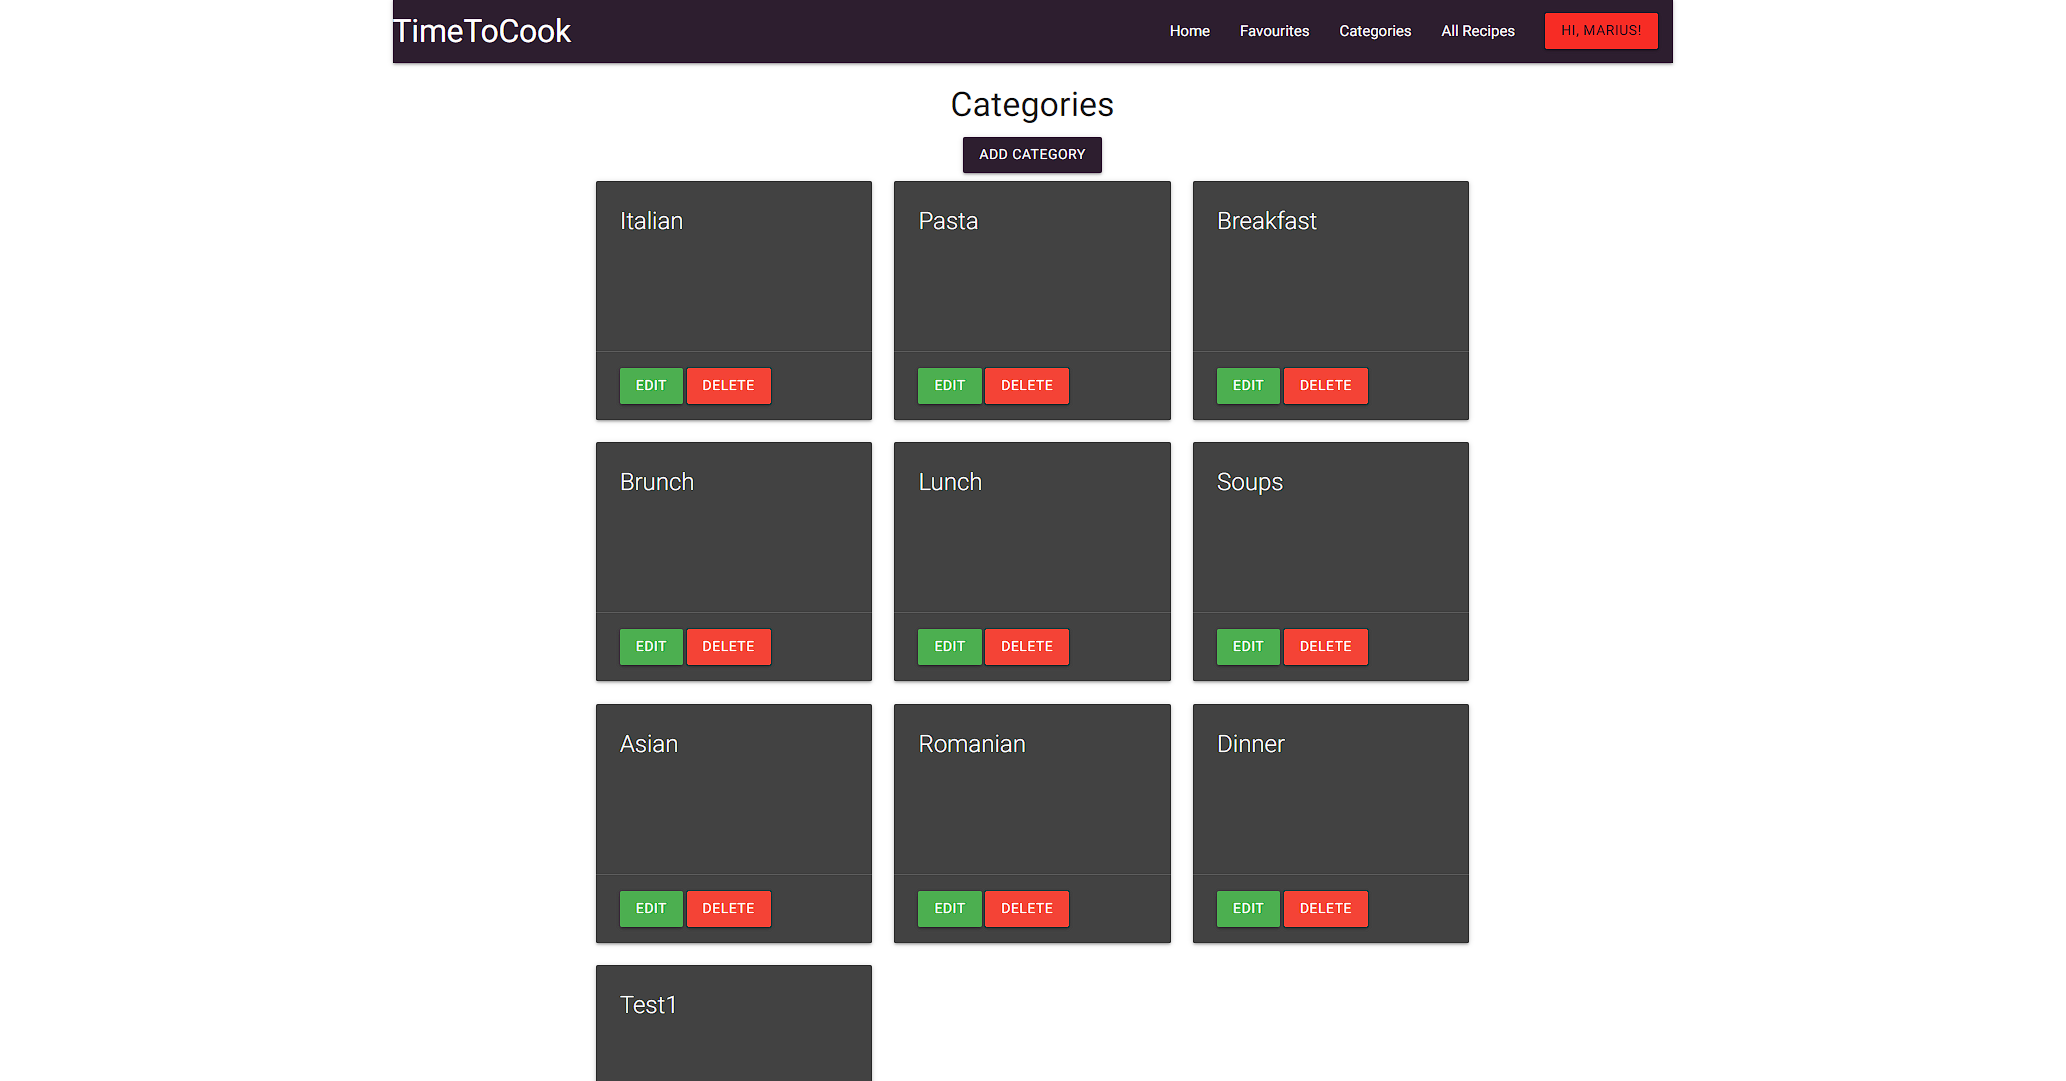 TimeToCook Home Favourites Categories All Recipes HI, MARIUS!
Categories
ADD CATEGORY
Italian Pasta Breakfast
EDIT DELETE EDIT DELETE EDIT DELETE
Brunch Lunch Soups
EDIT DELETE EDIT DELETE EDIT DELETE
Asian Romanian Dinner
EDIT DELETE EDIT DELETE EDIT DELETE
Test1